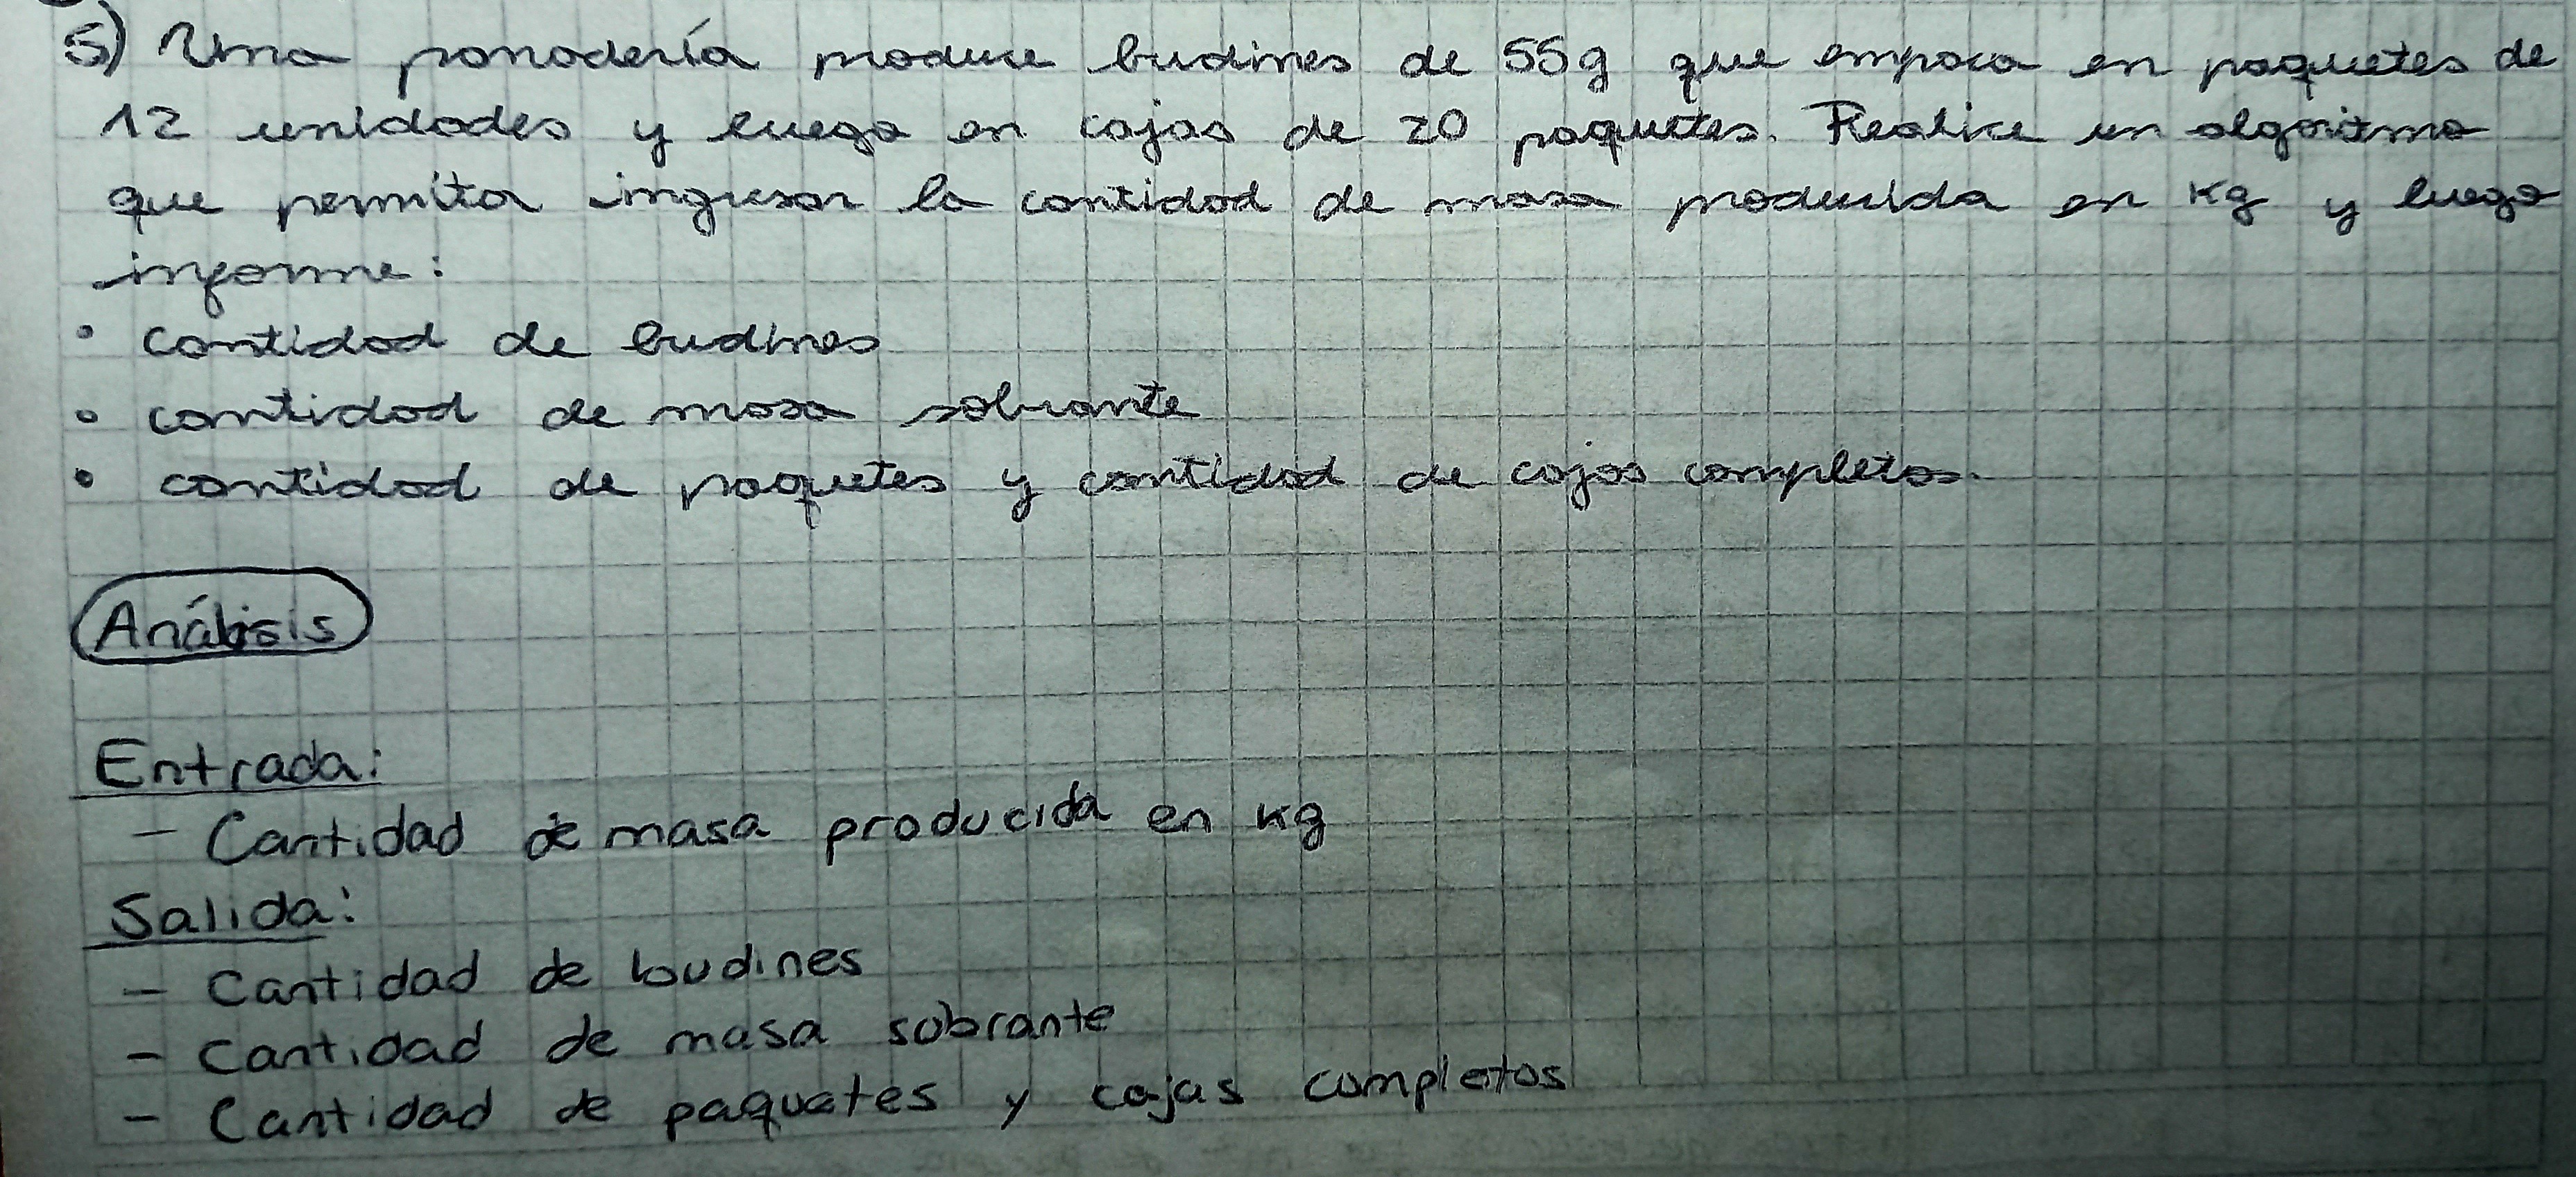 5) Una panadería produce budines de 55g que empaca en paquetes de
12 unidades y luego en cajas de 20 paquetes. Realice un algoritmo
que permita ingresar la cantidad de masa producida en kg y luego
informe:
• cantidad de budines
• cantidad de masa sobrante
• cantidad de paquetes y cantidad de cajas completas.
Análisis
Entrada:
- Cantidad de masa producida en kg
Salida:
- Cantidad de budines
- Cantidad de masa sobrante
- Cantidad de paquetes y cajas completos